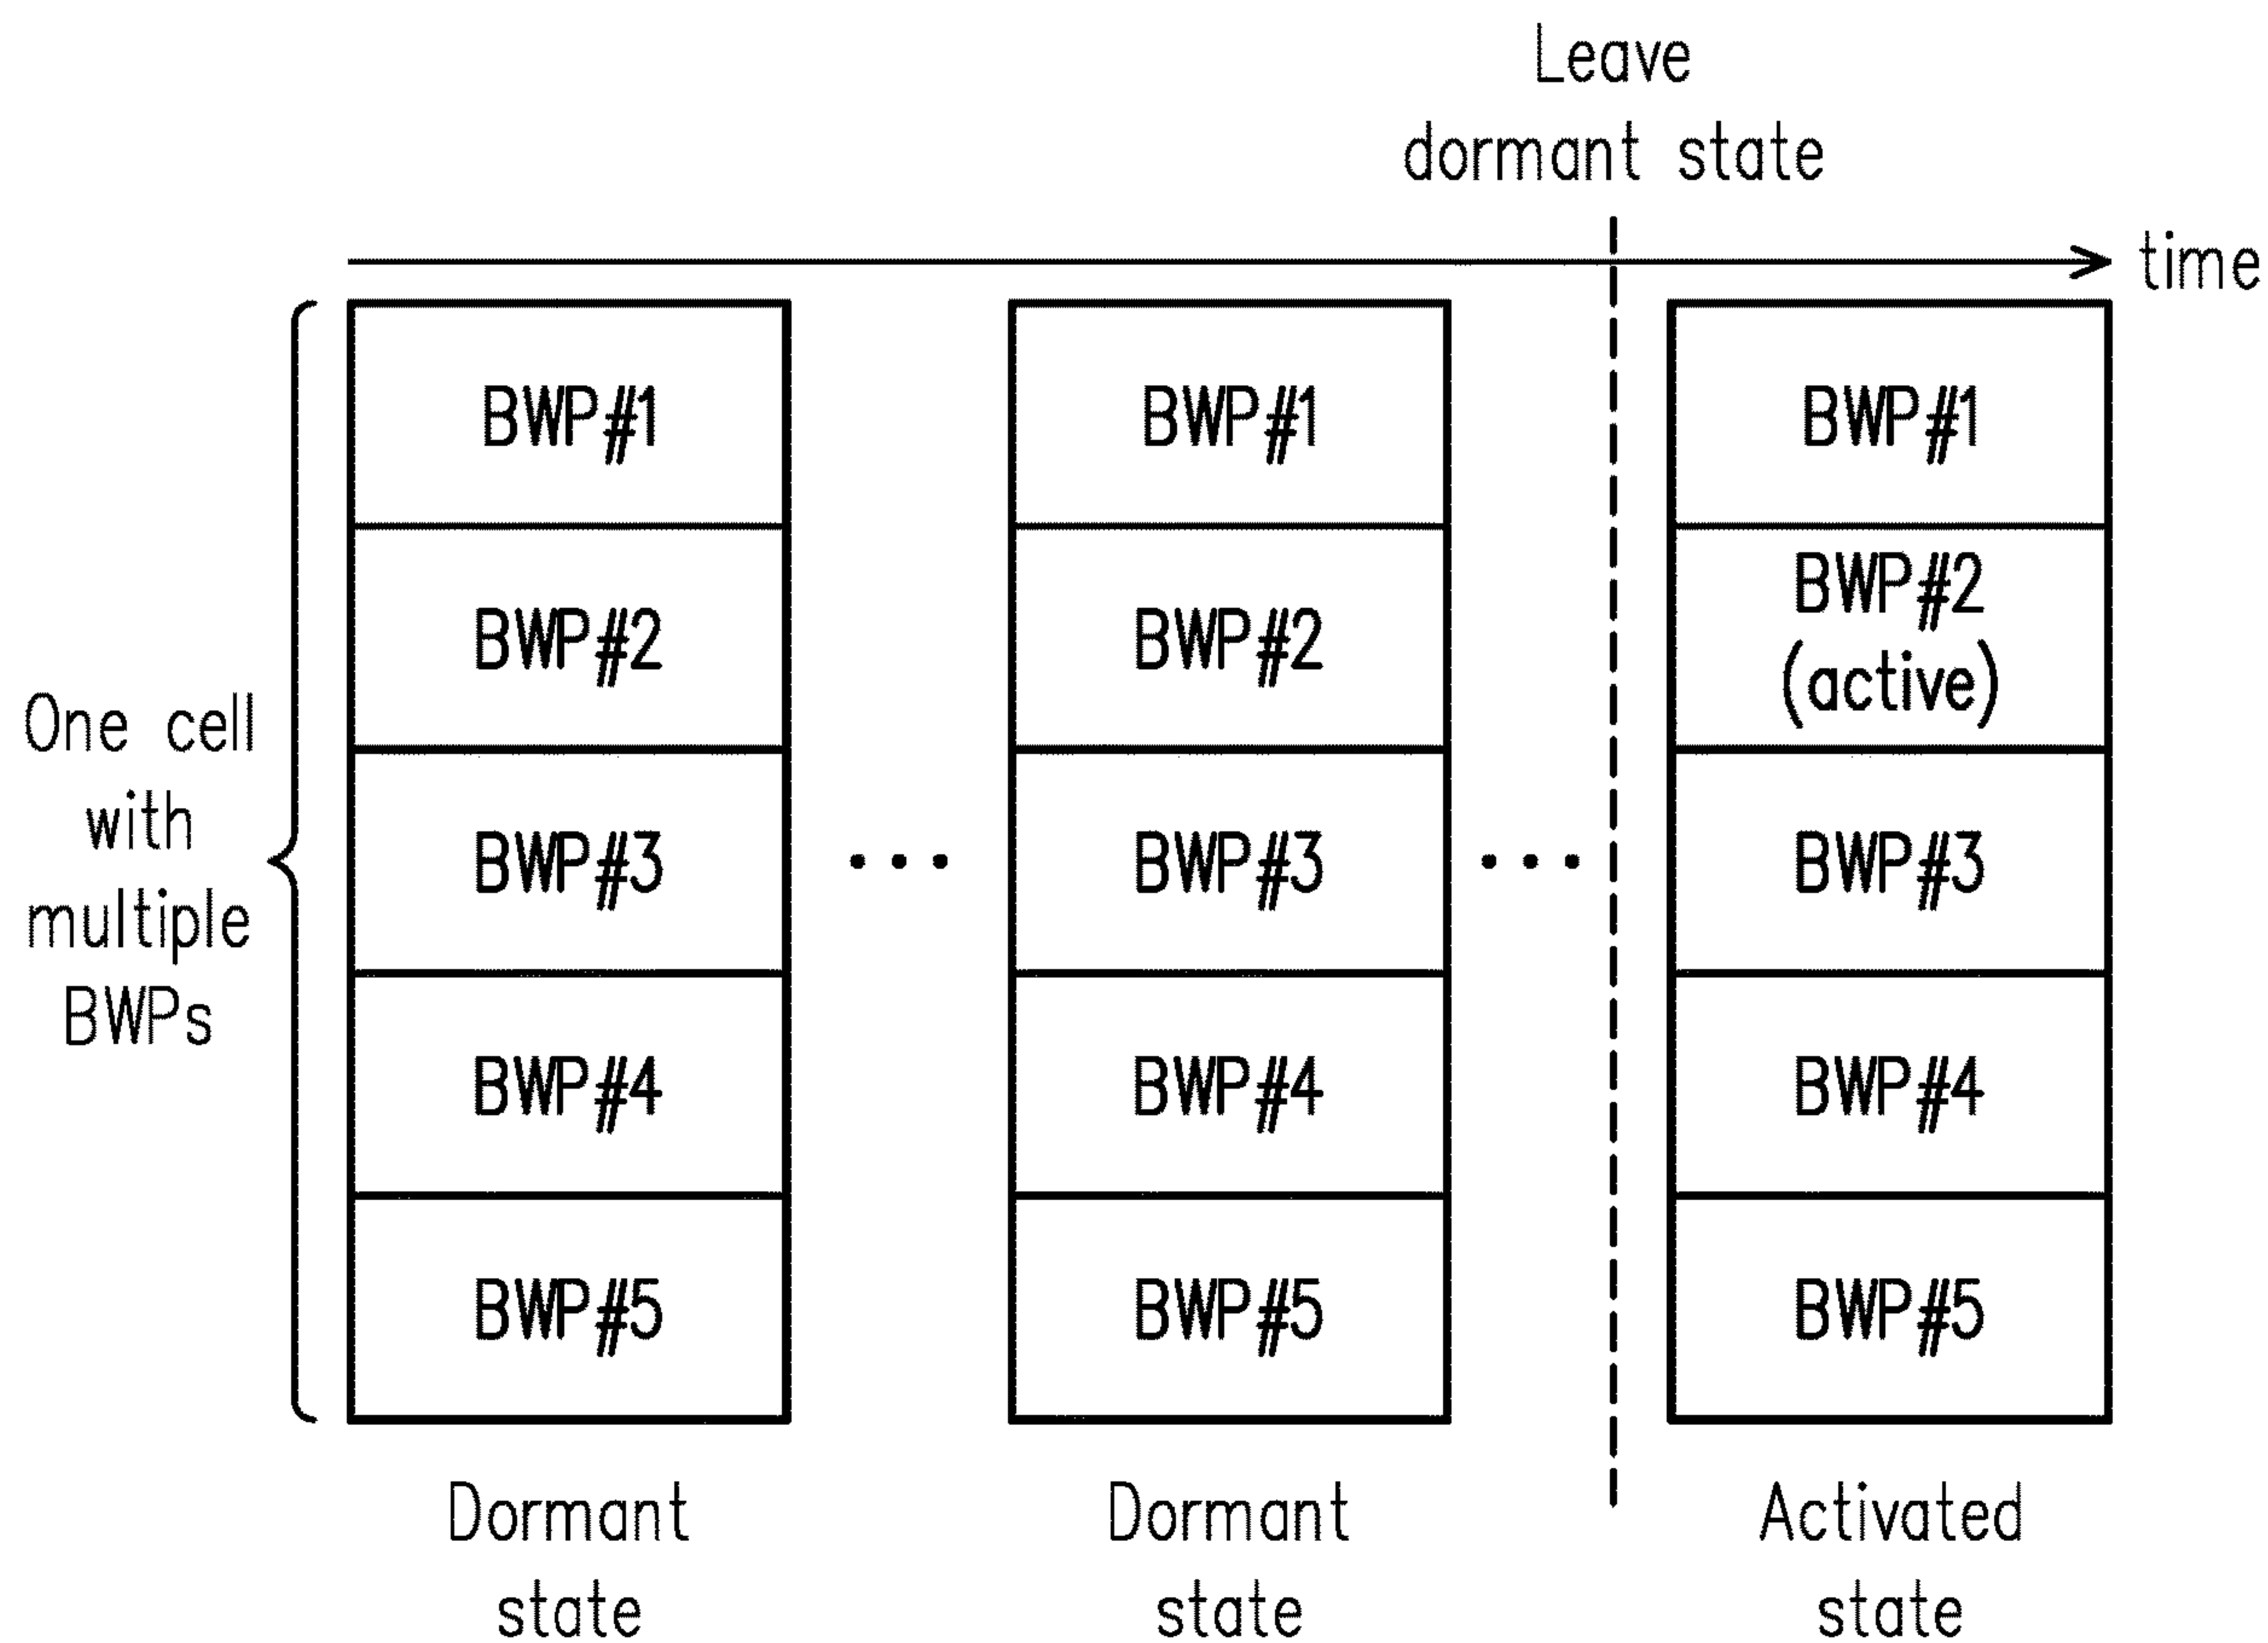 Leave
dormant state
time
One cell
with
multiple
BWPs
BWP#1
BWP#2
BWP#3
BWP#4
BWP#5
Dormant
state
...
BWP#1
BWP#2
BWP#3
BWP#4
BWP#5
Dormant
state
...
BWP#1
BWP#2
(active)
BWP#3
BWP#4
BWP#5
Activated
state